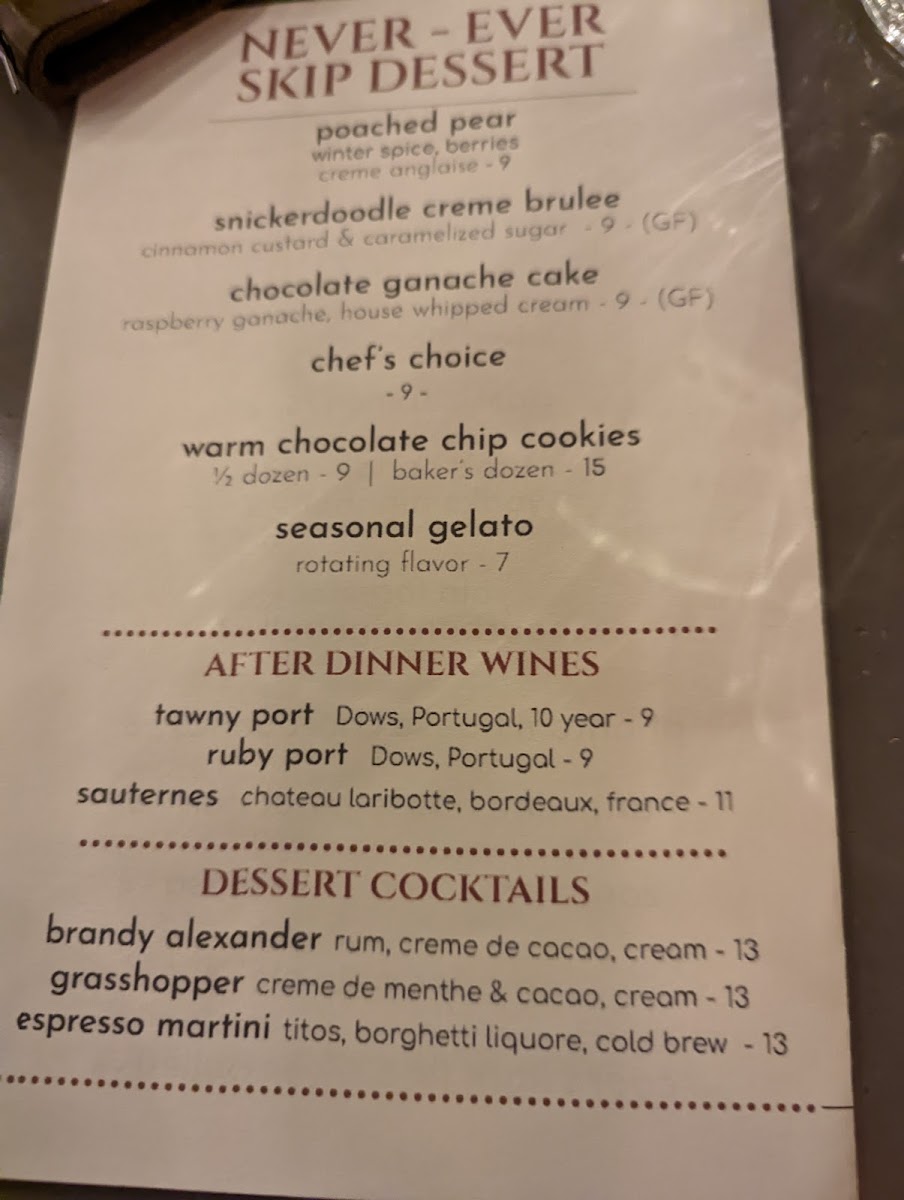 NEVER - EVER
SKIP DESSERT
poached pear
winter spice, berries
creme anglaise - 9
snickerdoodle creme brulee
cinnamon custard & caramelized sugar - 9 - (GF)
chocolate ganache cake
raspberry ganache, house whipped cream - 9 - (GF)
chef's choice
- 9 -
warm chocolate chip cookies
½ dozen - 9 | baker's dozen - 15
seasonal gelato
rotating flavor - 7
AFTER DINNER WINES
tawny port Dows, Portugal, 10 year - 9
ruby port Dows, Portugal - 9
sauternes chateau laribotte, bordeaux, france - 11
DESSERT COCKTAILS
brandy alexander rum, creme de cacao, cream - 13
grasshopper creme de menthe & cacao, cream - 13
espresso martini titos, borghetti liquore, cold brew - 13